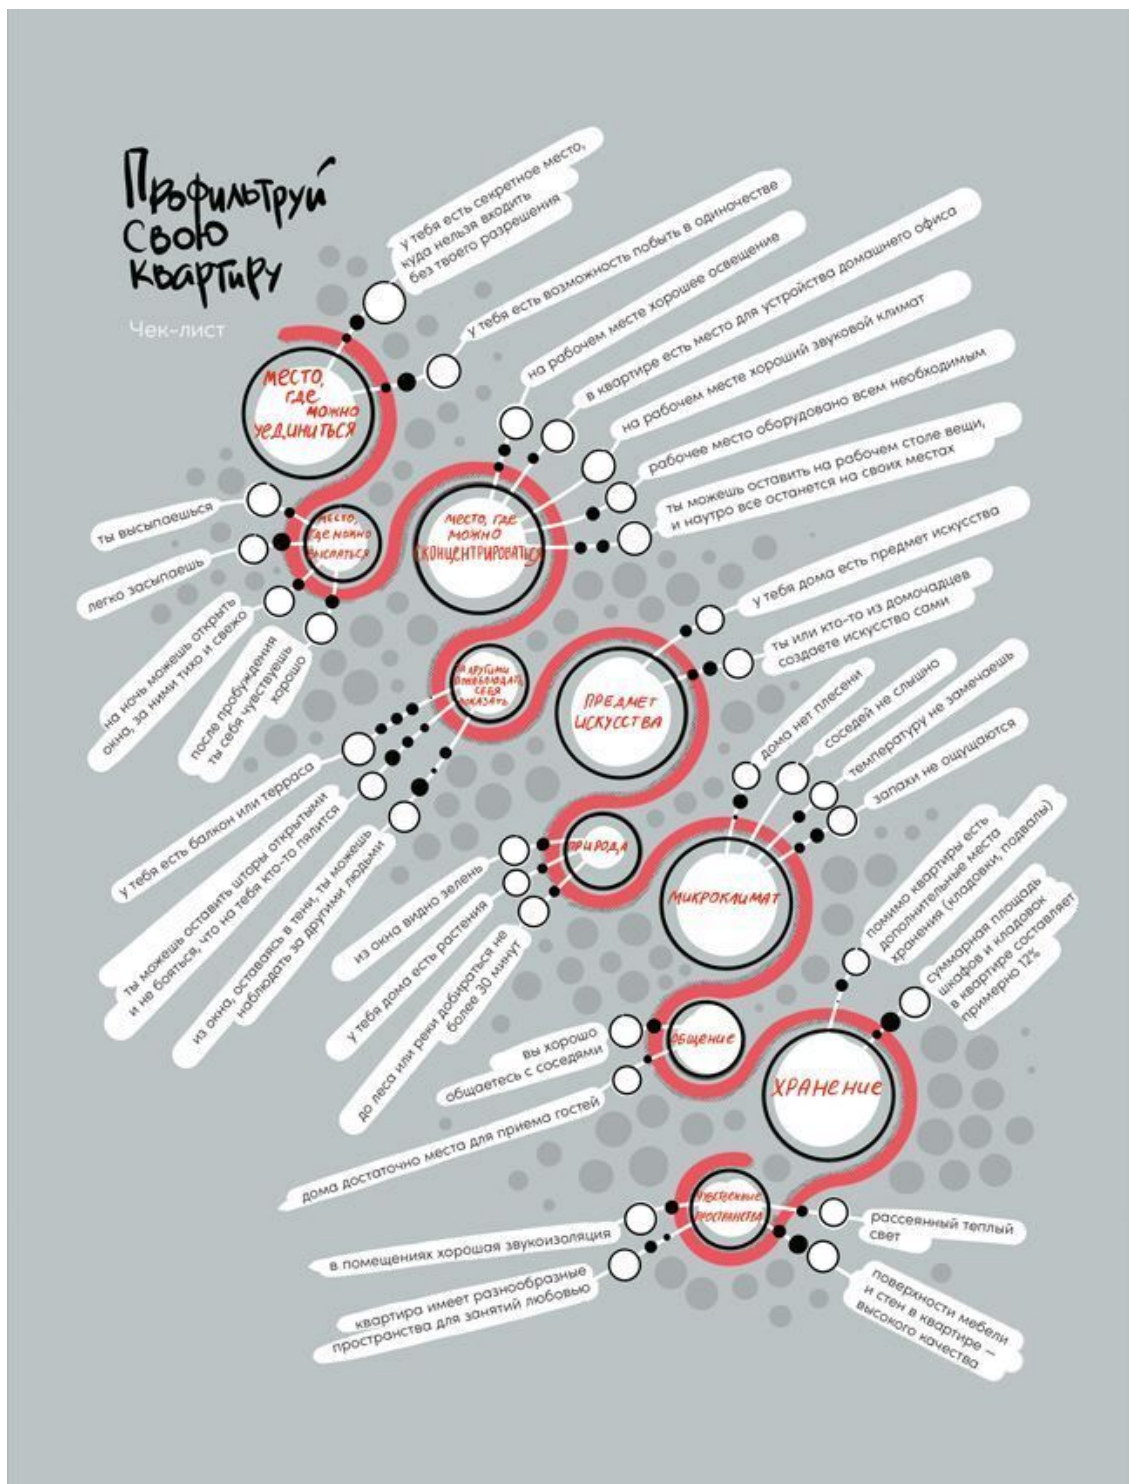 Профильтруй
свою
квартиру
Чек-лист
место,
где
можно
уединиться
у тебя есть секретное место,
куда нельзя входить
без твоего разрешения
у тебя есть возможность побыть в одиночестве
место,
где можно
выспаться
ты высыпаешься
легко засыпаешь
на ночь можешь открыть
окна, за ними тихо и свежо
после пробуждения
ты себя чувствуешь
хорошо
место, где
можно
сконцентрироваться
на рабочем месте хорошее освещение
в квартире есть место для устройства домашнего офиса
на рабочем месте хороший звуковой климат
рабочее место оборудовано всем необходимым
ты можешь оставить на рабочем столе вещи,
и наутро все останется на своих местах
за другими
понаблюдать,
себя
показать
у тебя есть балкон или терраса
ты можешь оставить шторы открытыми
и не бояться, что на тебя кто-то пялится
из окна, оставаясь в тени, ты можешь
наблюдать за другими людьми
предмет
искусства
у тебя дома есть предмет искусства
ты или кто-то из домочадцев
создаете искусство сами
природа
из окна видно зелень
у тебя дома есть растения
до леса или реки добираться не
более 30 минут
микроклимат
дома нет плесени
соседей не слышно
температуру не замечаешь
запахи не ощущаются
общение
вы хорошо
общаетесь с соседями
дома достаточно места для приема гостей
хранение
помимо квартиры есть
дополнительные места
хранения (кладовки, подвалы)
суммарная площадь
шкафов и кладовок
в квартире составляет
примерно 12%
чувственные
пространства
в помещениях хорошая звукоизоляция
квартира имеет разнообразные
пространства для занятий любовью
рассеянный теплый
свет
поверхности мебели
и стен в квартире —
высокого качества